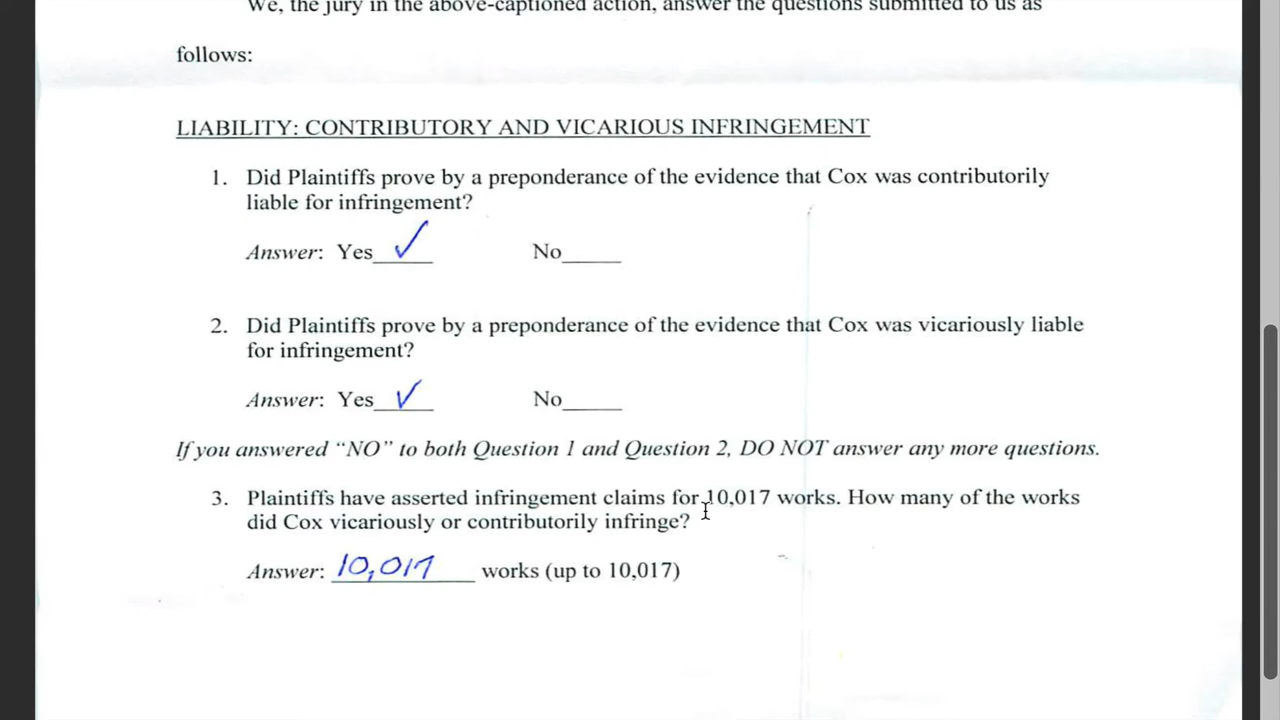 We, the jury in the above-captioned action, answer the questions submitted to us as
follows:
LIABILITY: CONTRIBUTORY AND VICARIOUS INFRINGEMENT
1. Did Plaintiffs prove by a preponderance of the evidence that Cox was contributorily
liable for infringement?
Answer: Yes ✓ No
2. Did Plaintiffs prove by a preponderance of the evidence that Cox was vicariously liable
for infringement?
Answer: Yes ✓ No
If you answered “NO” to both Question 1 and Question 2, DO NOT answer any more questions.
3. Plaintiffs have asserted infringement claims for 10,017 works. How many of the works
did Cox vicariously or contributorily infringe?
Answer: 10,017 works (up to 10,017)